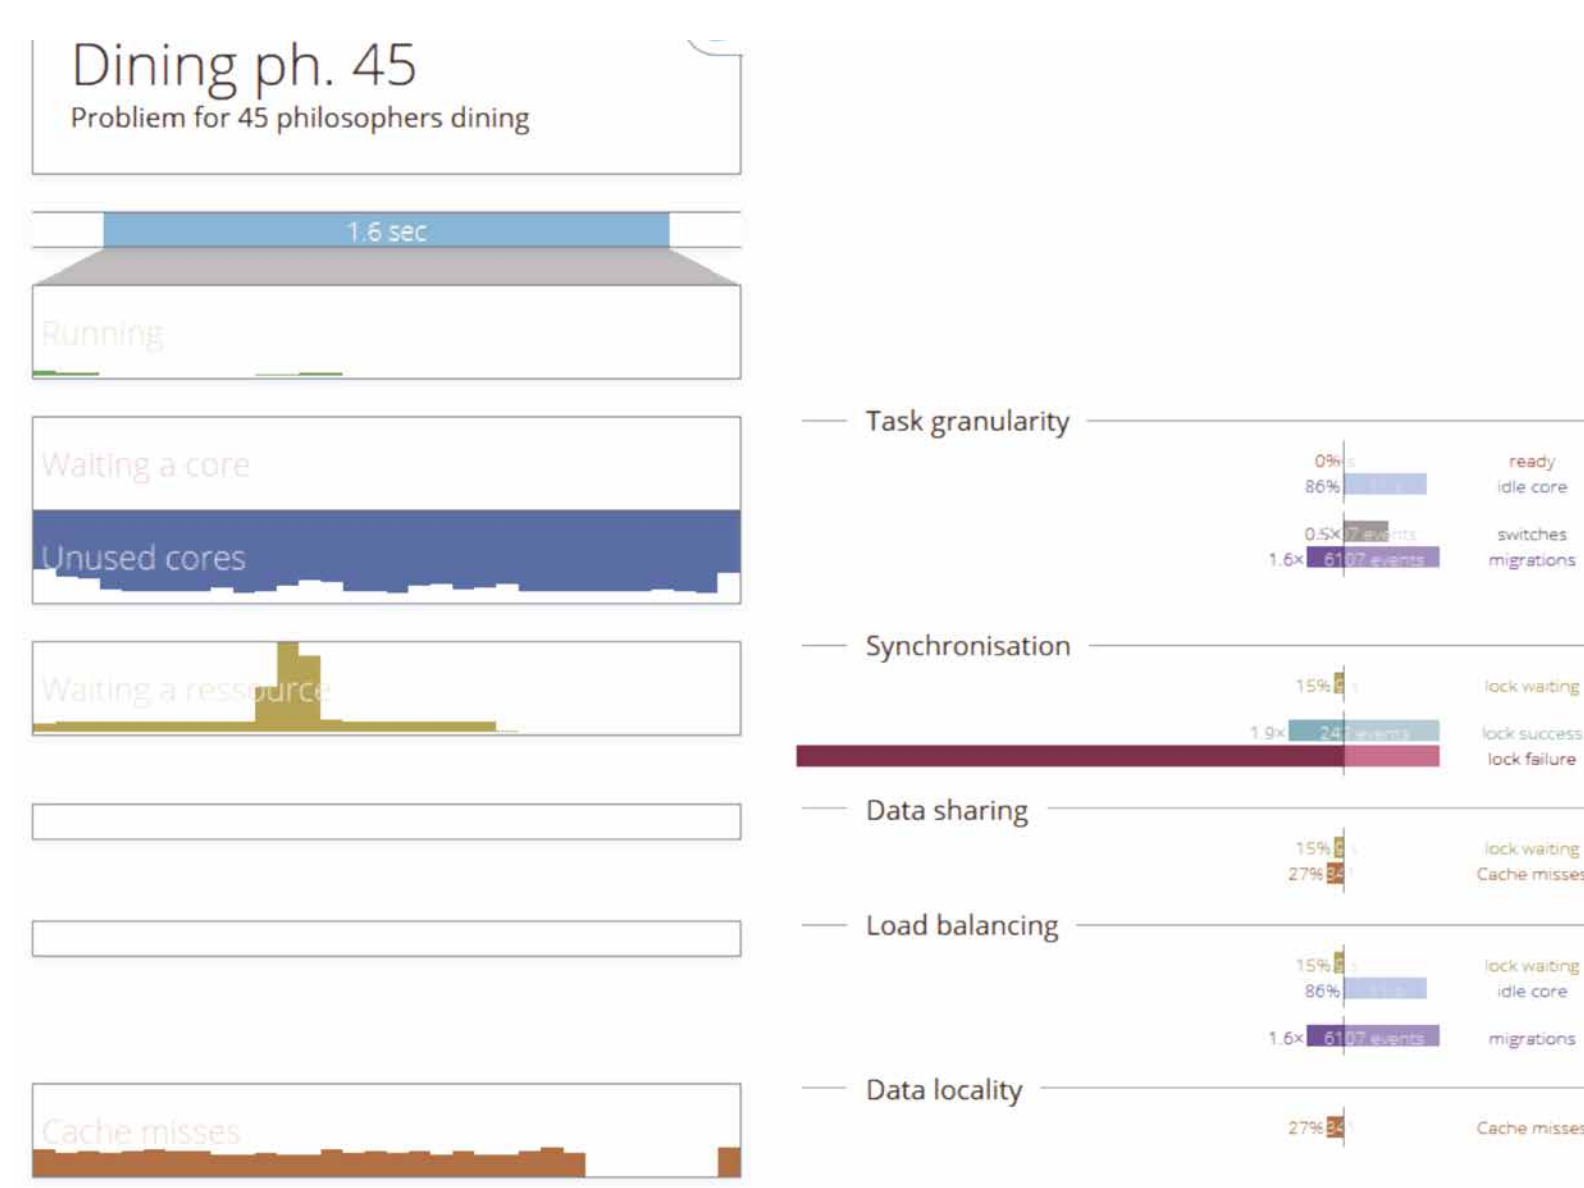 Dining ph. 45
Probliem for 45 philosophers dining
1.6 sec
Running
Waiting a core
Unused cores
Waiting a ressource
Cache misses
Task granularity
0% ready
86% idle core
0.5× events switches
1.6× 6107 events migrations
Synchronisation
15% lock waiting
1.9× events lock success
lock failure
Data sharing
15% lock waiting
27% Cache misses
Load balancing
15% lock waiting
86% idle core
1.6× 6107 events migrations
Data locality
27% Cache misses